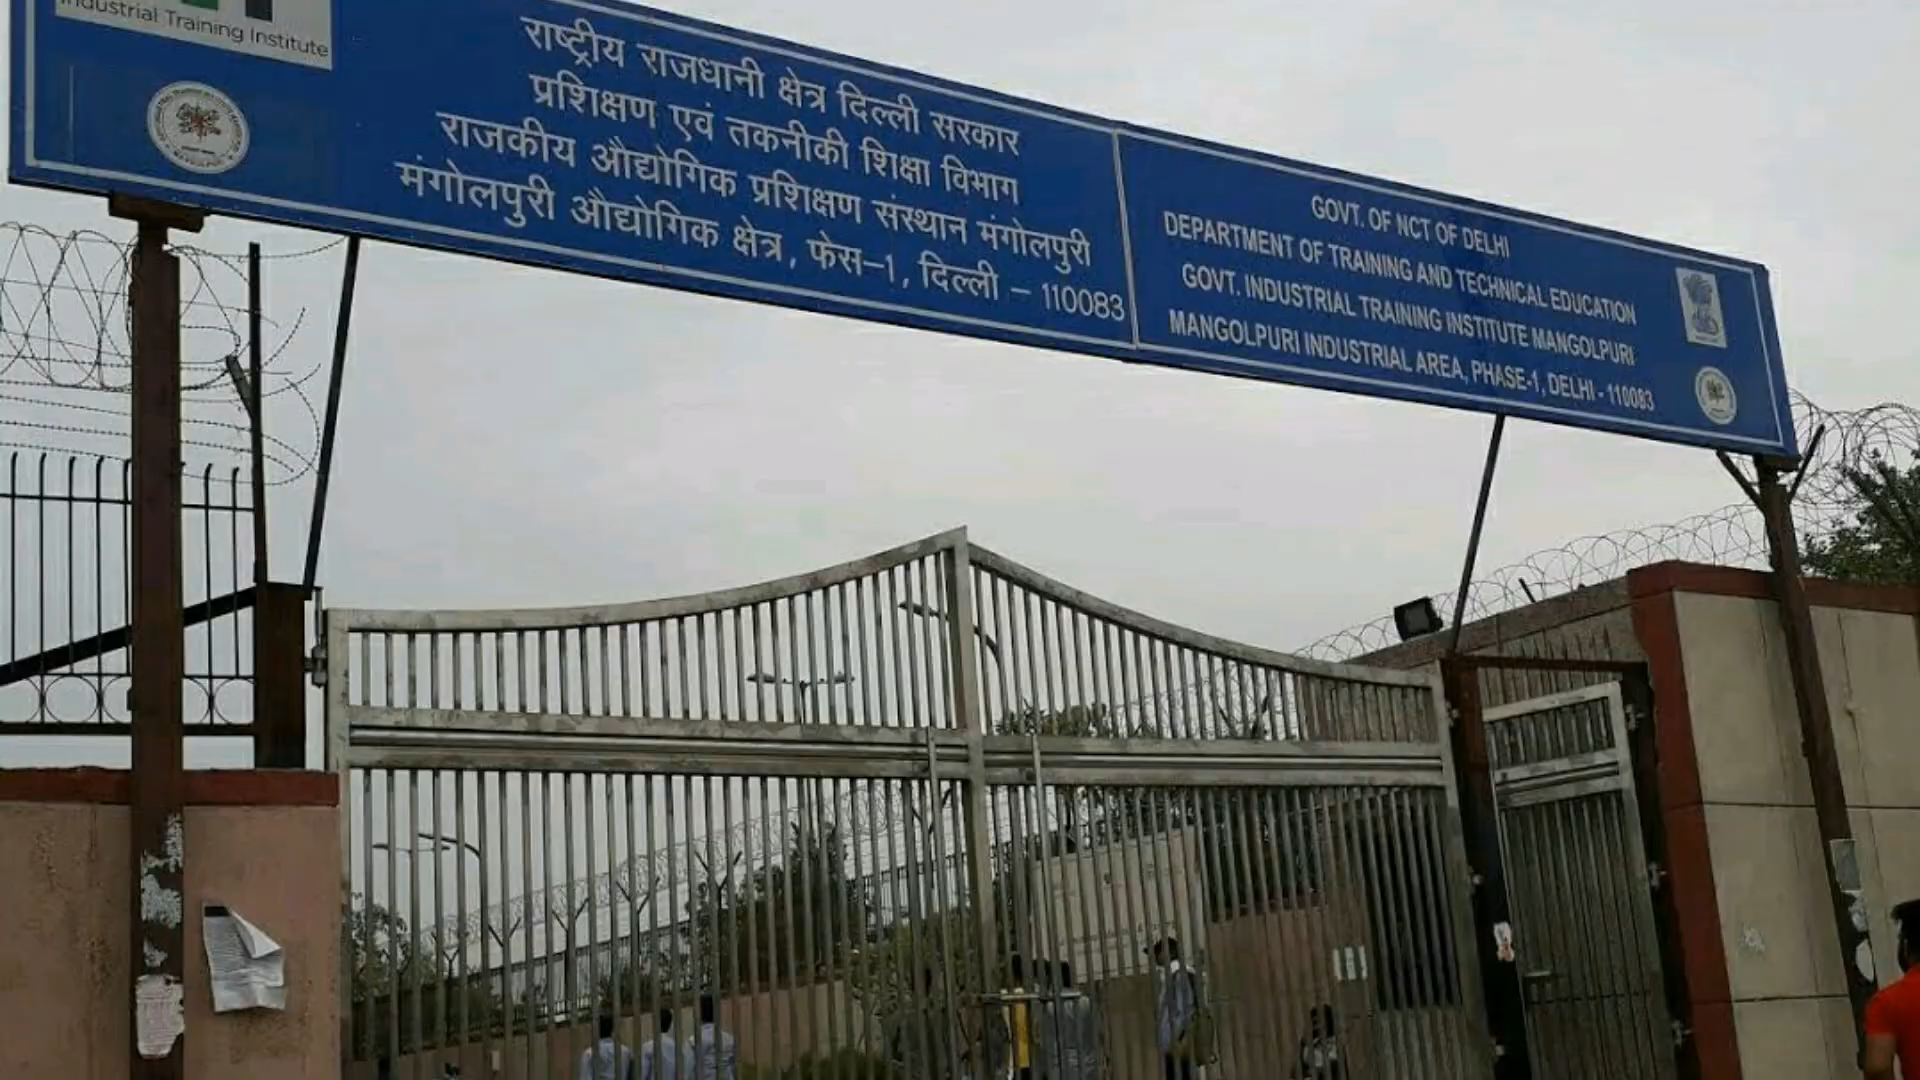 Industrial Training Institute
राष्ट्रीय राजधानी क्षेत्र दिल्ली सरकार
प्रशिक्षण एवं तकनीकी शिक्षा विभाग
राजकीय औद्योगिक प्रशिक्षण संस्थान मंगोलपुरी
मंगोलपुरी औद्योगिक क्षेत्र, फेस-1, दिल्ली - 110083
GOVT. OF NCT OF DELHI
DEPARTMENT OF TRAINING AND TECHNICAL EDUCATION
GOVT. INDUSTRIAL TRAINING INSTITUTE MANGOLPURI
MANGOLPURI INDUSTRIAL AREA, PHASE-1, DELHI - 110083